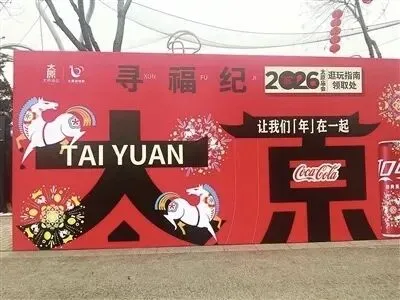 寻福纪
XUN FU JI
2026
逛玩指南
领取处
让我们「年」在一起
TAI YUAN
太京
Coca-Cola